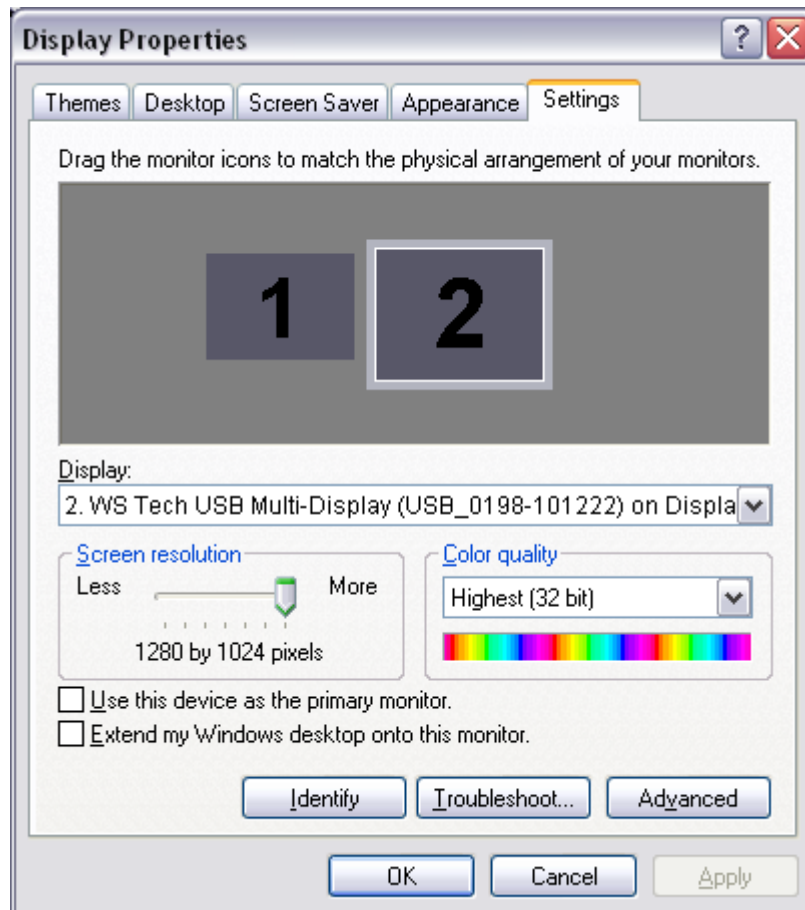 Display Properties
Themes Desktop Screen Saver Appearance Settings
Drag the monitor icons to match the physical arrangement of your monitors.
1 2
Display:
2. WS Tech USB Multi-Display (USB_0198-101222) on Displa
Screen resolution Color quality
Less More Highest (32 bit)
1280 by 1024 pixels
Use this device as the primary monitor.
Extend my Windows desktop onto this monitor.
Identify Troubleshoot... Advanced
OK Cancel Apply